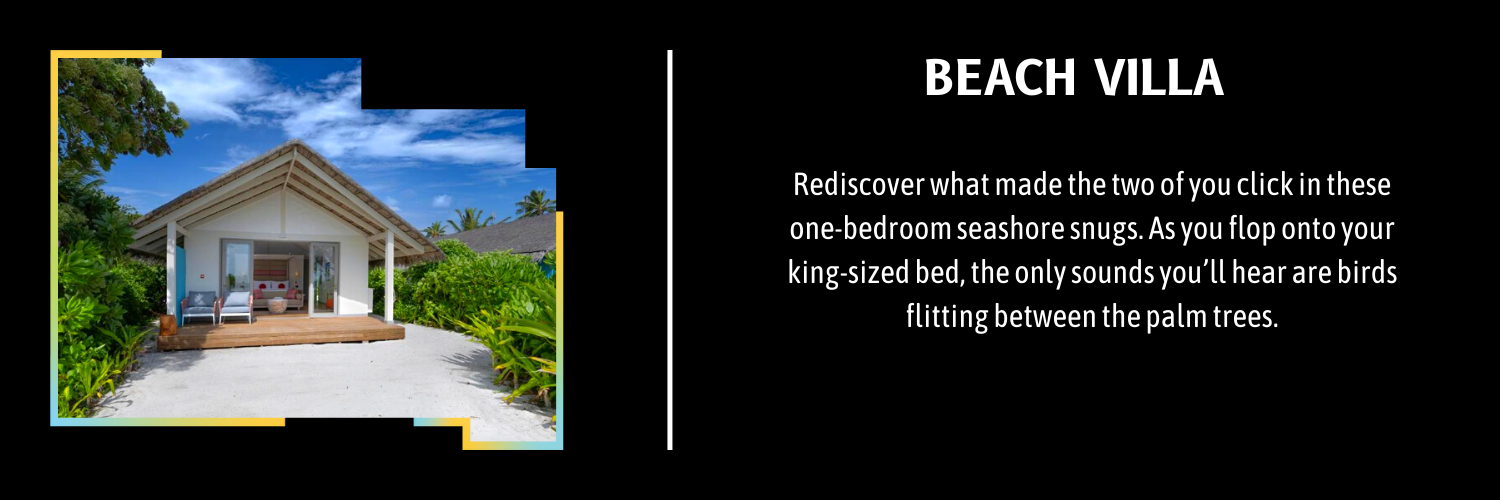 BEACH VILLA
Rediscover what made the two of you click in these
one-bedroom seashore snugs. As you flop onto your
king-sized bed, the only sounds you’ll hear are birds
flitting between the palm trees.